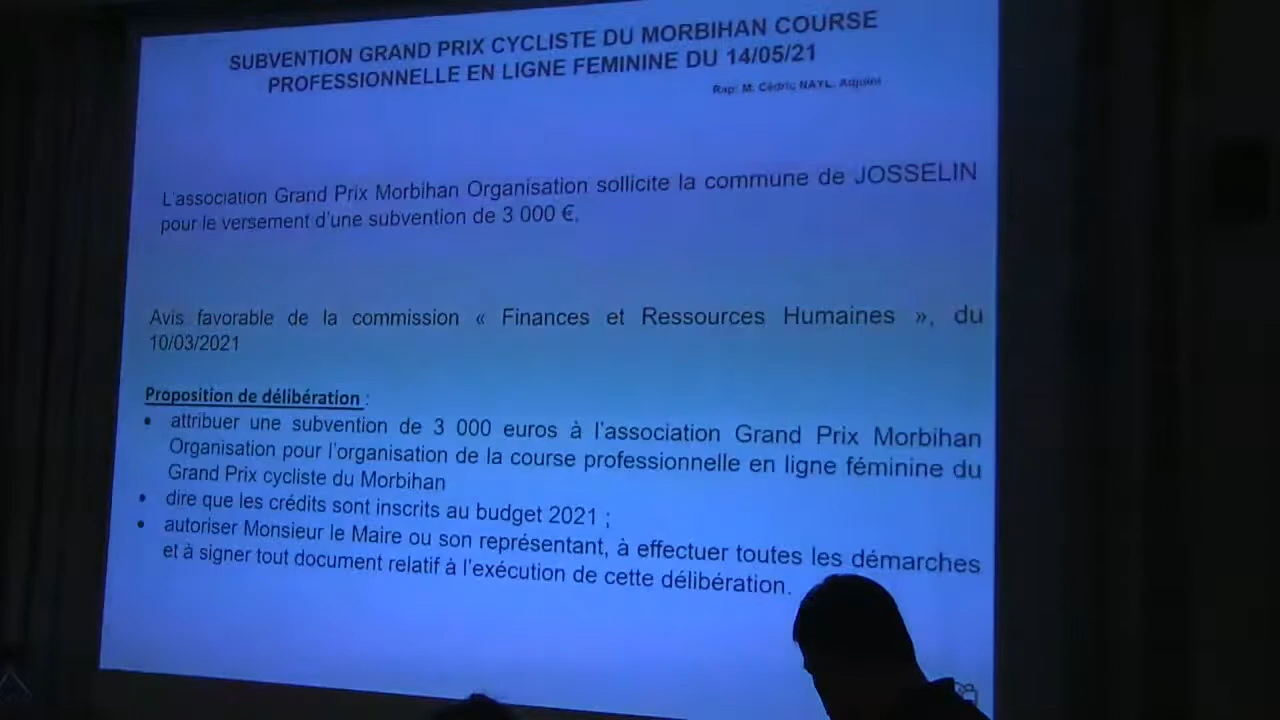 SUBVENTION GRAND PRIX CYCLISTE DU MORBIHAN COURSE
PROFESSIONNELLE EN LIGNE FEMININE DU 14/05/21
Rap: M. Cédric NAYL, Adjoint
L'association Grand Prix Morbihan Organisation sollicite la commune de JOSSELIN
pour le versement d'une subvention de 3 000 €.
Avis favorable de la commission « Finances et Ressources Humaines », du
10/03/2021
Proposition de délibération :
• attribuer une subvention de 3 000 euros à l'association Grand Prix Morbihan
Organisation pour l'organisation de la course professionnelle en ligne féminine du
Grand Prix cycliste du Morbihan
• dire que les crédits sont inscrits au budget 2021 ;
• autoriser Monsieur le Maire ou son représentant, à effectuer toutes les démarches
et à signer tout document relatif à l'exécution de cette délibération.